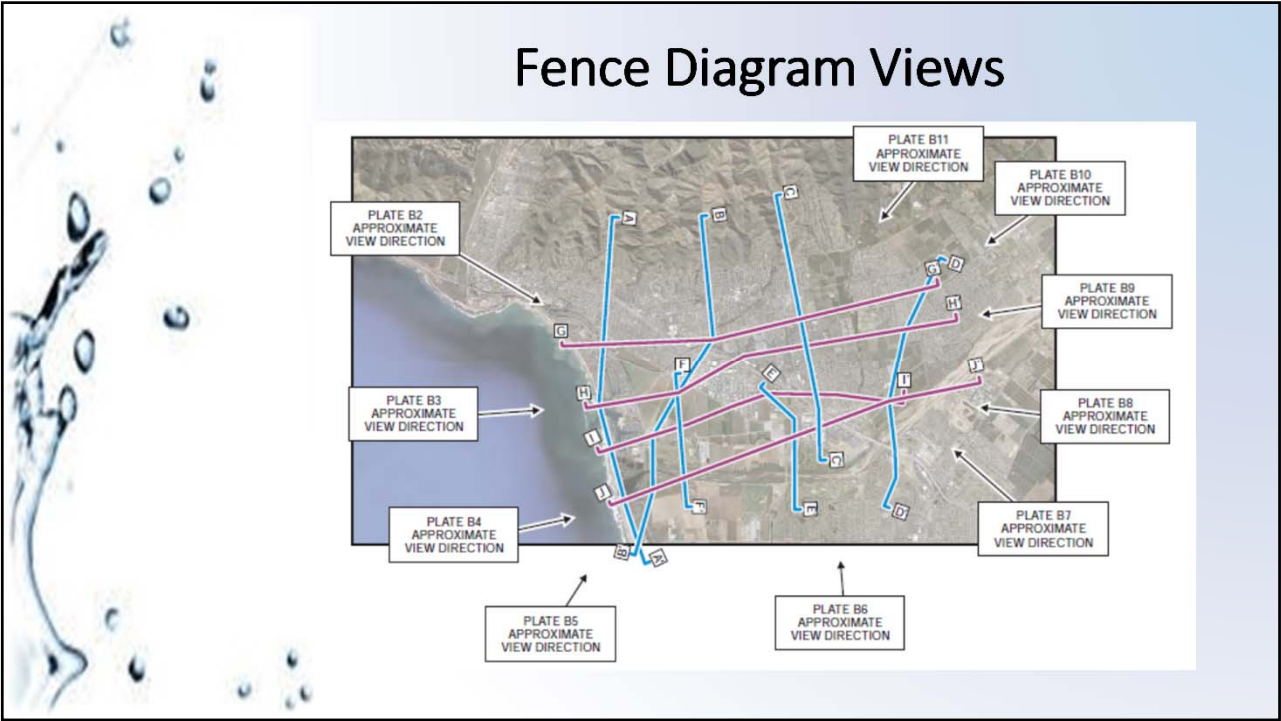 Fence Diagram Views
PLATE B11
APPROXIMATE
VIEW DIRECTION
PLATE B10
APPROXIMATE
VIEW DIRECTION
PLATE B2
APPROXIMATE
VIEW DIRECTION
A
B
C
G'
D
PLATE B9
APPROXIMATE
VIEW DIRECTION
H'
G
F
E
I'
J'
PLATE B3
APPROXIMATE
VIEW DIRECTION
H
PLATE B8
APPROXIMATE
VIEW DIRECTION
I
C'
J
F'
E'
D'
PLATE B4
APPROXIMATE
VIEW DIRECTION
PLATE B7
APPROXIMATE
VIEW DIRECTION
B'
A'
PLATE B5
APPROXIMATE
VIEW DIRECTION
PLATE B6
APPROXIMATE
VIEW DIRECTION